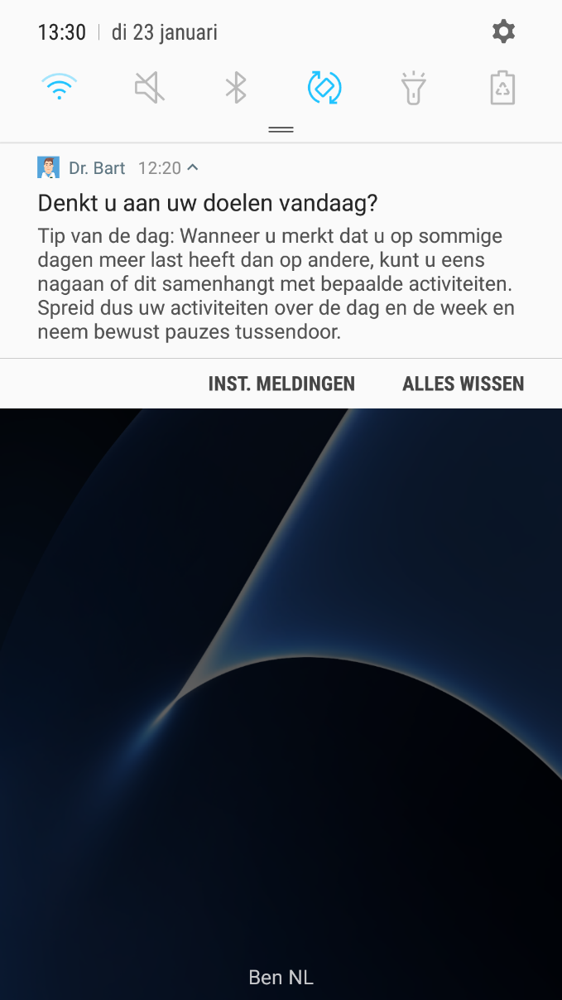 13:30 | di 23 januari
Dr. Bart 12:20
Denkt u aan uw doelen vandaag?
Tip van de dag: Wanneer u merkt dat u op sommige
dagen meer last heeft dan op andere, kunt u eens
nagaan of dit samenhangt met bepaalde activiteiten.
Spreid dus uw activiteiten over de dag en de week en
neem bewust pauzes tussendoor.
INST. MELDINGEN ALLES WISSEN
Ben NL